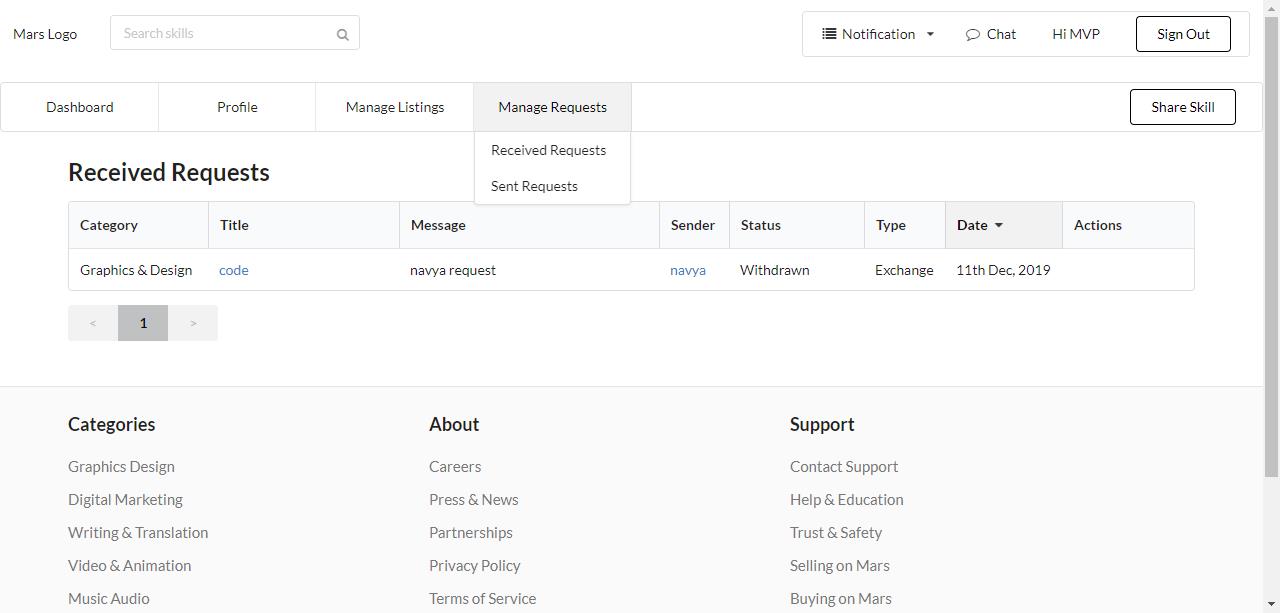 Mars Logo
Search skills
Notification
Chat
Hi MVP
Sign Out
Dashboard
Profile
Manage Listings
Manage Requests
Share Skill
Received Requests
Sent Requests
Received Requests
Category Title Message Sender Status Type Date Actions
Graphics & Design code navya request navya Withdrawn Exchange 11th Dec, 2019
< 1 >
Categories
Graphics Design
Digital Marketing
Writing & Translation
Video & Animation
Music Audio
About
Careers
Press & News
Partnerships
Privacy Policy
Terms of Service
Support
Contact Support
Help & Education
Trust & Safety
Selling on Mars
Buying on Mars